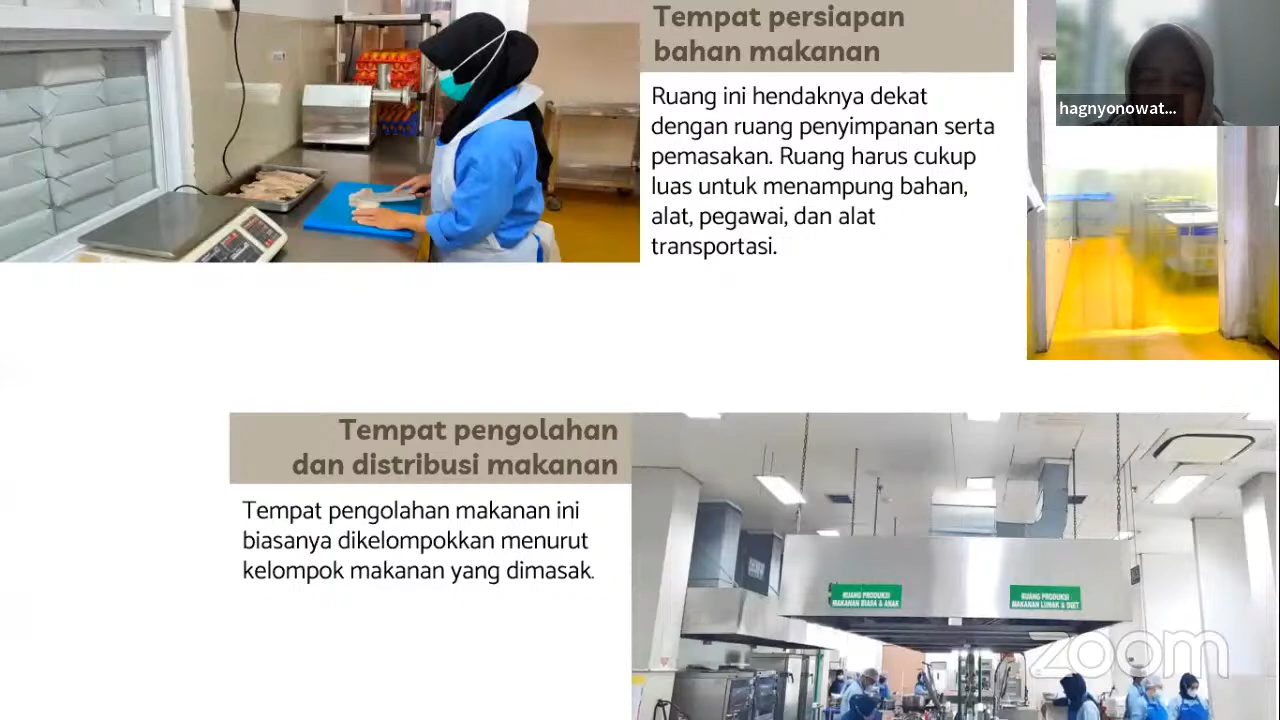 Tempat persiapan
bahan makanan
Ruang ini hendaknya dekat
dengan ruang penyimpanan serta
pemasakan. Ruang harus cukup
luas untuk menampung bahan,
alat, pegawai, dan alat
transportasi.
hagnyonowat...
Tempat pengolahan
dan distribusi makanan
Tempat pengolahan makanan ini
biasanya dikelompokkan menurut
kelompok makanan yang dimasak.
RUANG PRODUKSI
MAKANAN BIASA & ANAK
RUANG PRODUKSI
MAKANAN LUNAK & DIET
zoom